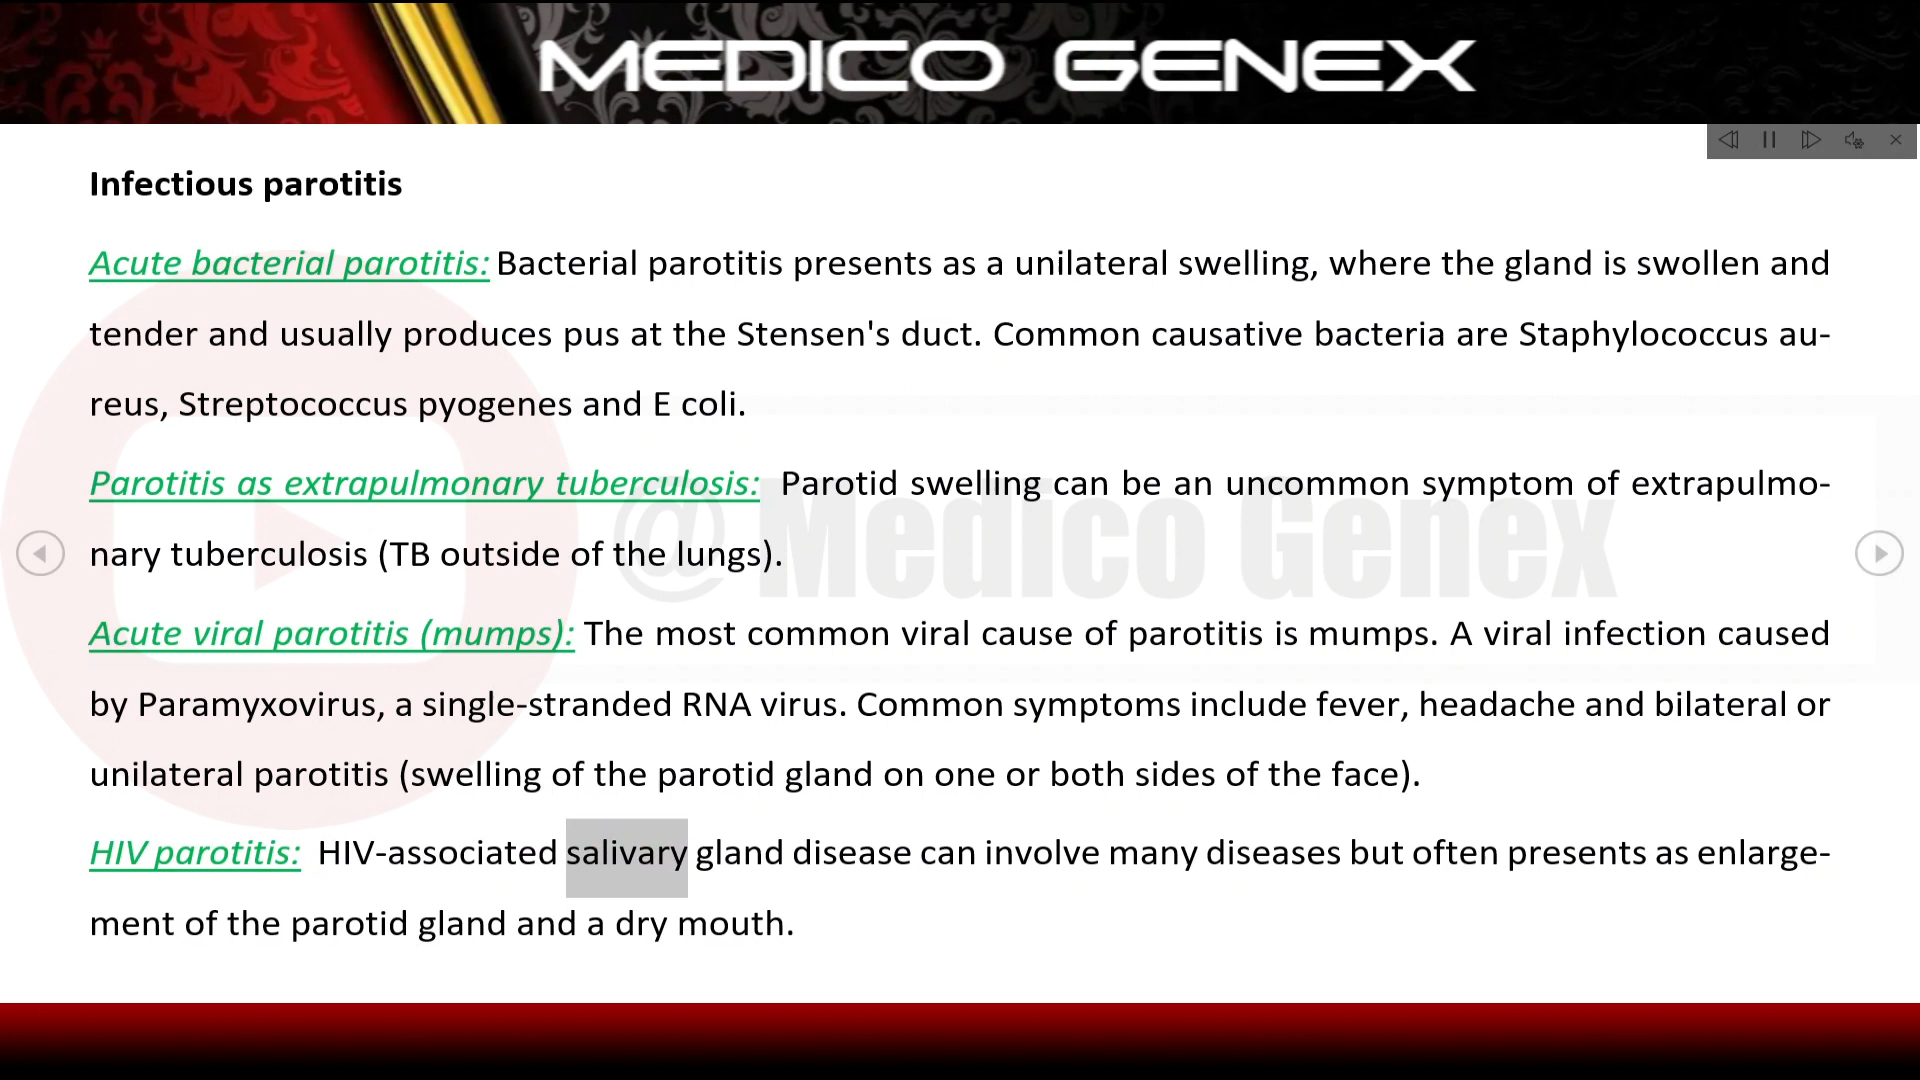 MEDICO GENEX
Infectious parotitis
Acute bacterial parotitis: Bacterial parotitis presents as a unilateral swelling, where the gland is swollen and
tender and usually produces pus at the Stensen's duct. Common causative bacteria are Staphylococcus au-
reus, Streptococcus pyogenes and E coli.
Parotitis as extrapulmonary tuberculosis: Parotid swelling can be an uncommon symptom of extrapulmo-
nary tuberculosis (TB outside of the lungs).
@Medico Genex
Acute viral parotitis (mumps): The most common viral cause of parotitis is mumps. A viral infection caused
by Paramyxovirus, a single-stranded RNA virus. Common symptoms include fever, headache and bilateral or
unilateral parotitis (swelling of the parotid gland on one or both sides of the face).
HIV parotitis: HIV-associated salivary gland disease can involve many diseases but often presents as enlarge-
ment of the parotid gland and a dry mouth.